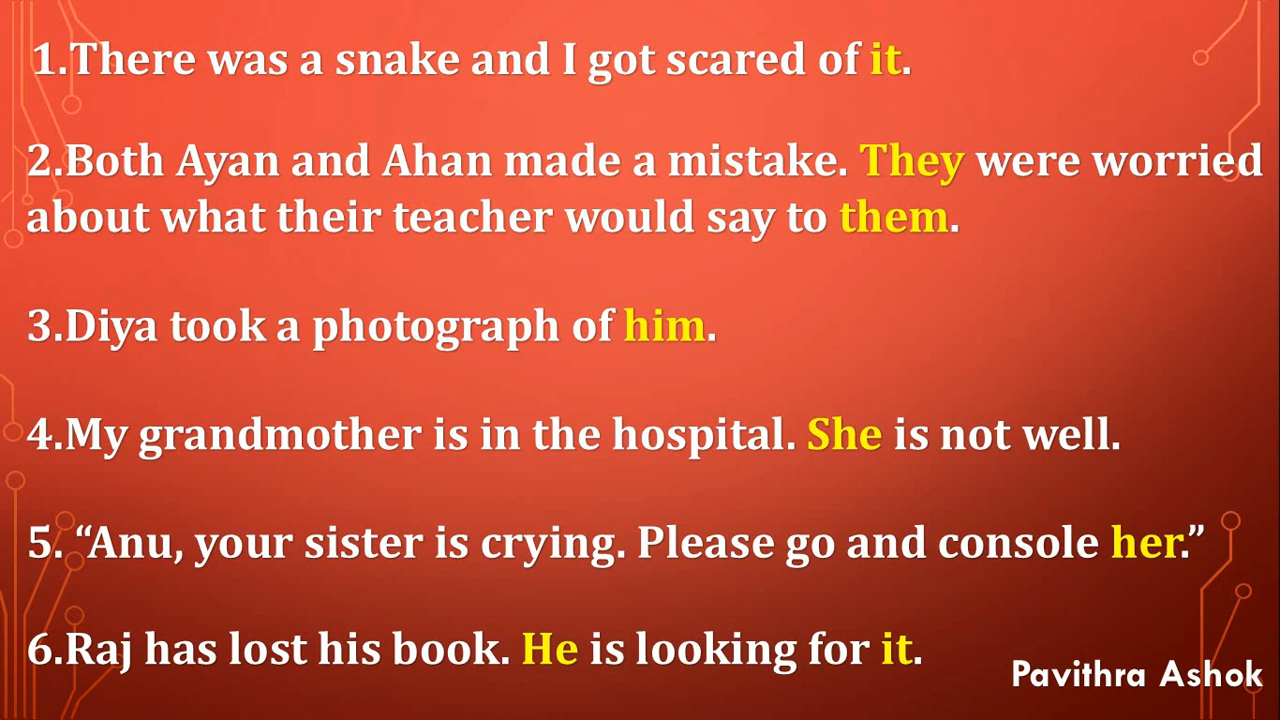 1.There was a snake and I got scared of it.
2.Both Ayan and Ahan made a mistake. They were worried
about what their teacher would say to them.
3.Diya took a photograph of him.
4.My grandmother is in the hospital. She is not well.
5. “Anu, your sister is crying. Please go and console her.”
6.Raj has lost his book. He is looking for it.
Pavithra Ashok